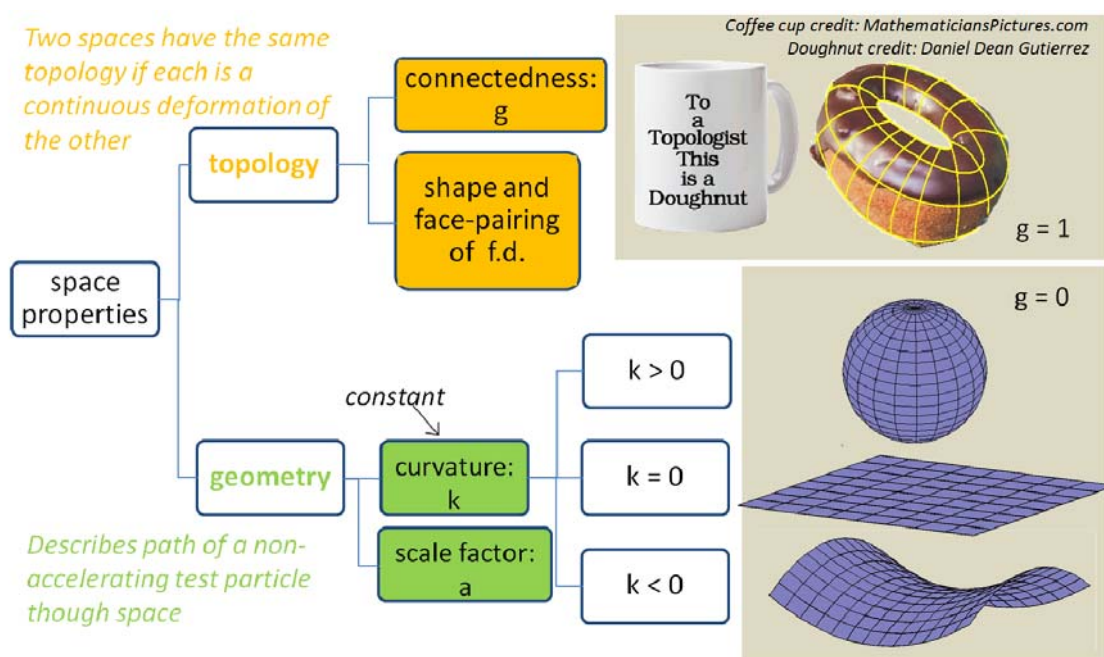 Two spaces have the same
topology if each is a
continuous deformation of
the other
topology
connectedness:
g
shape and
face-pairing
of f.d.
Coffee cup credit: MathematiciansPictures.com
Doughnut credit: Daniel Dean Gutierrez
To
a
Topologist
This
is a
Doughnut
g = 1
space
properties
g = 0
constant
geometry
curvature:
k
scale factor:
a
k > 0
k = 0
k < 0
Describes path of a non-
accelerating test particle
though space